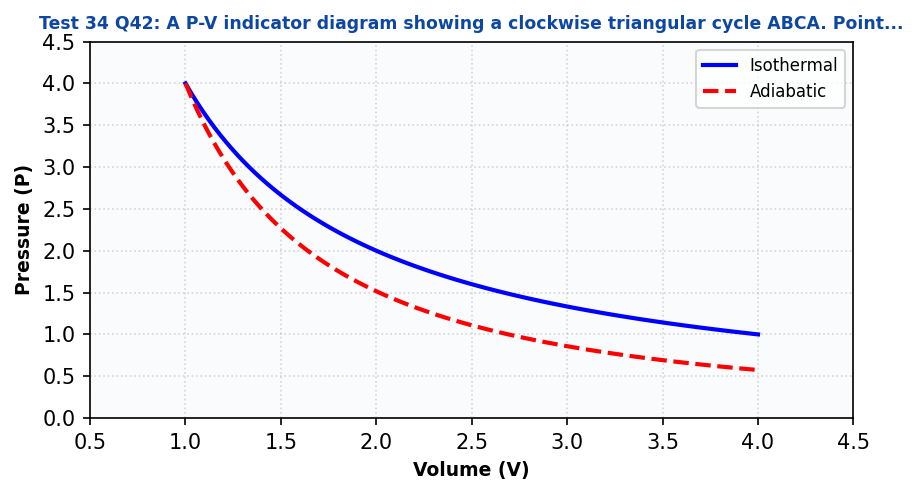 Test 34 Q42: A P-V indicator diagram showing a clockwise triangular cycle ABCA. Point...
4.5
4.0
3.5
3.0
2.5
2.0
1.5
1.0
0.5
0.0
Pressure (P)
Isothermal
Adiabatic
0.5 1.0 1.5 2.0 2.5 3.0 3.5 4.0 4.5
Volume (V)